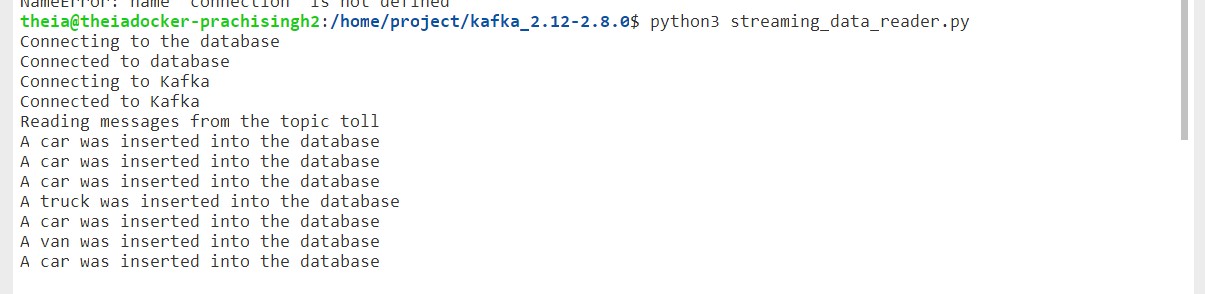 NameError: name 'connection' is not defined
theia@theiadocker-prachisingh2:/home/project/kafka_2.12-2.8.0$ python3 streaming_data_reader.py
Connecting to the database
Connected to database
Connecting to Kafka
Connected to Kafka
Reading messages from the topic toll
A car was inserted into the database
A car was inserted into the database
A car was inserted into the database
A truck was inserted into the database
A car was inserted into the database
A van was inserted into the database
A car was inserted into the database